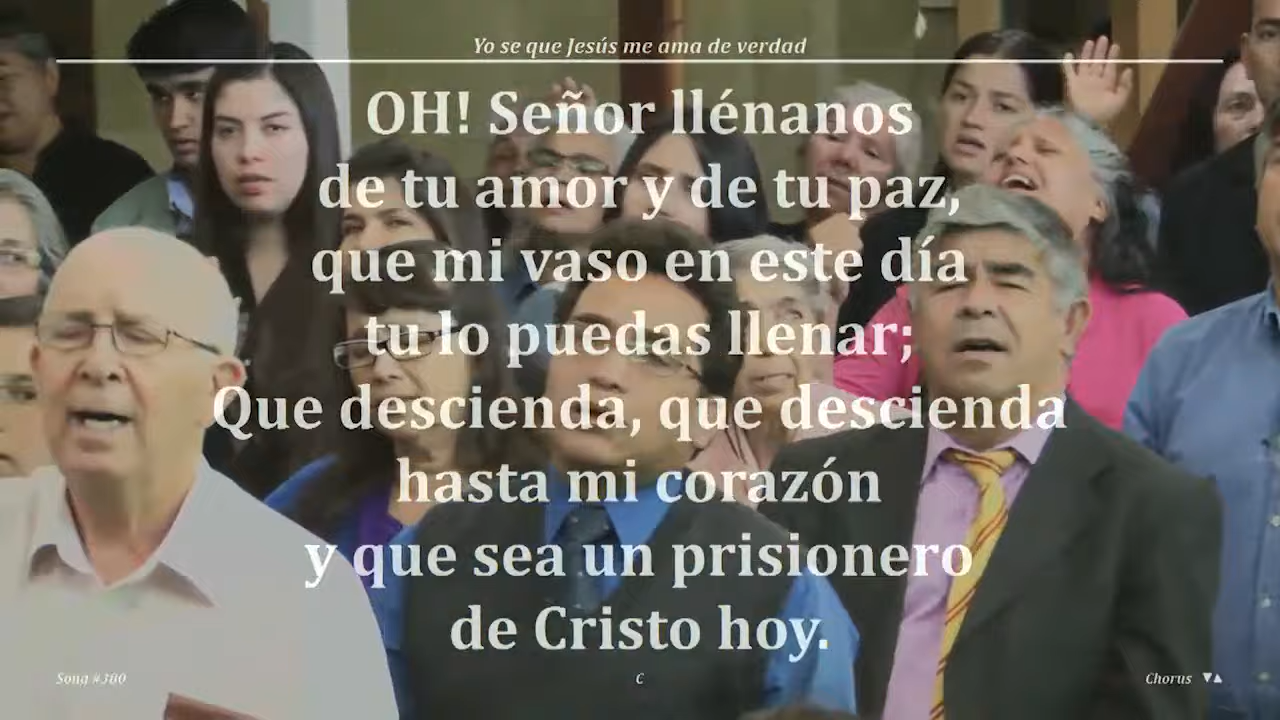 Yo se que Jesús me ama de verdad
OH! Señor llénanos
de tu amor y de tu paz,
que mi vaso en este día
tu lo puedas llenar;
Que descienda, que descienda
hasta mi corazón
y que sea un prisionero
de Cristo hoy.
Song #380
C
Chorus ▼▲